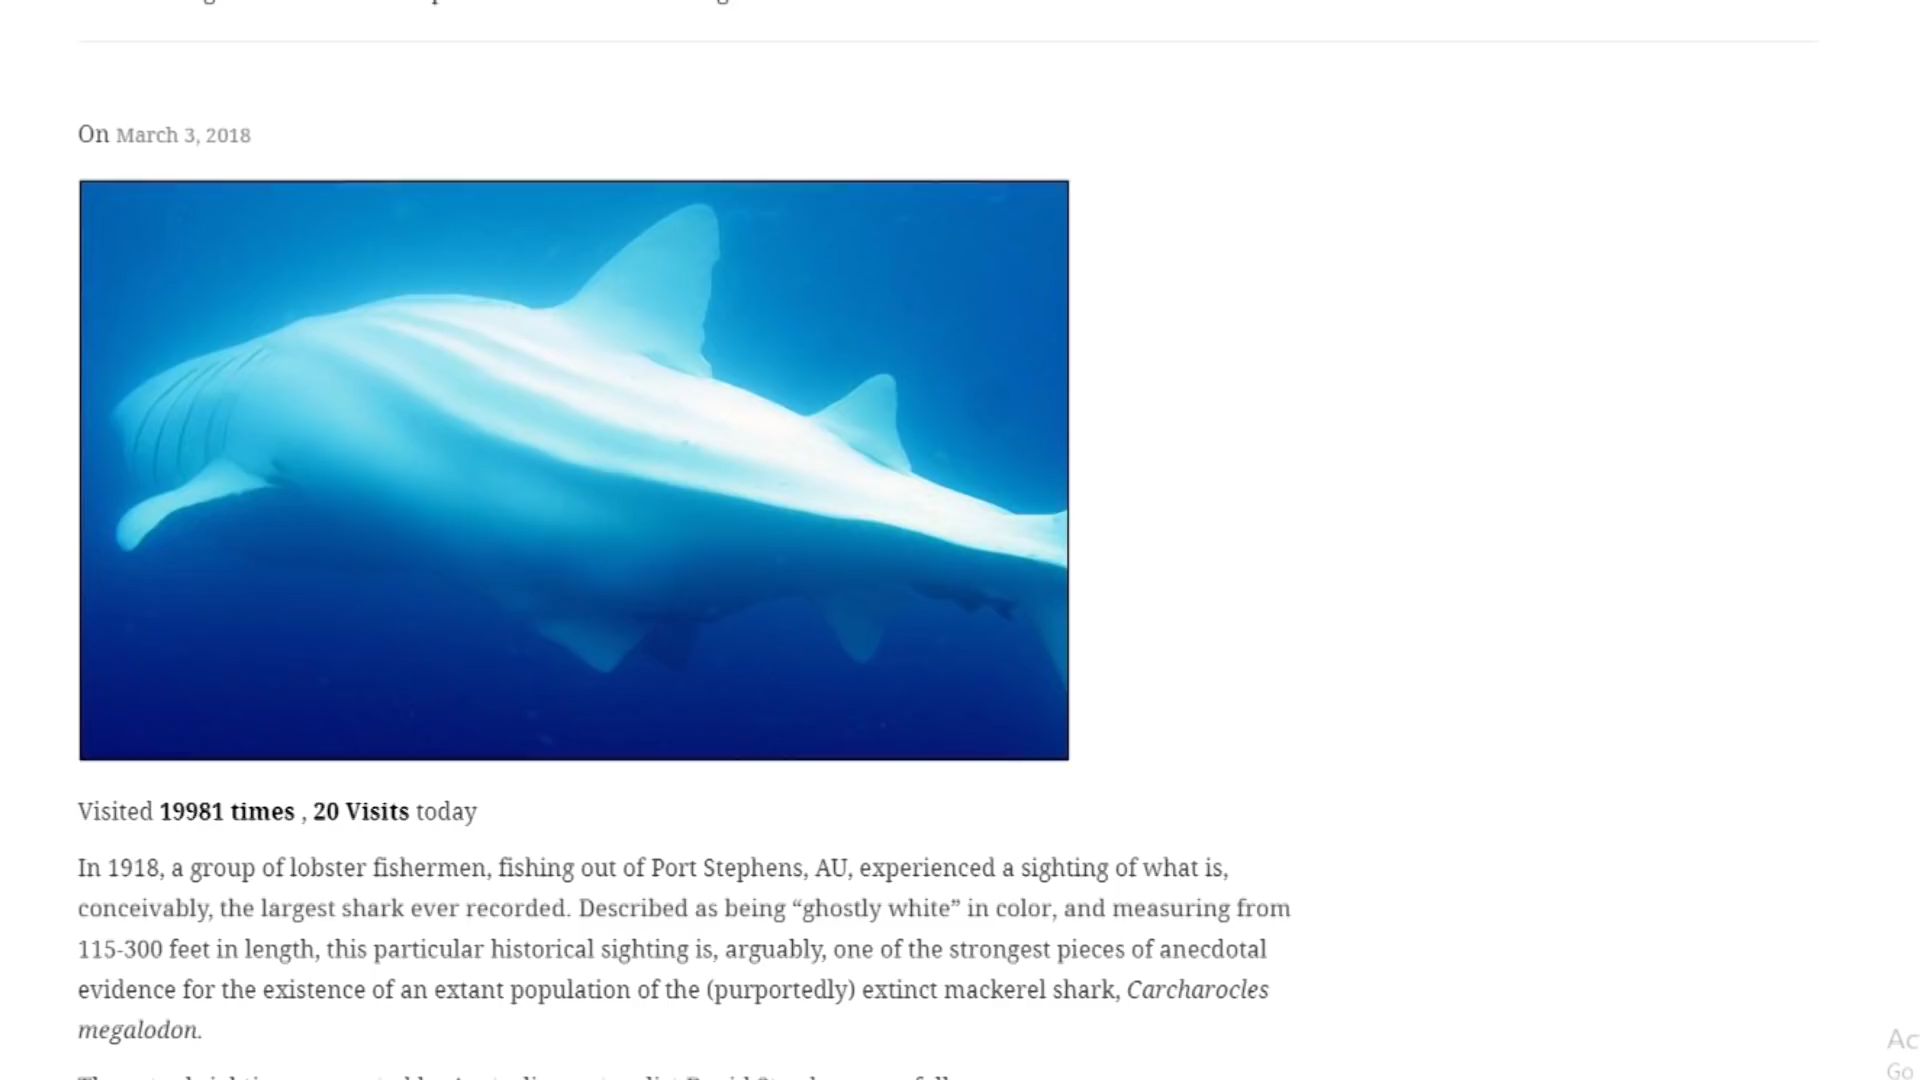 On March 3, 2018
Visited 19981 times , 20 Visits today
In 1918, a group of lobster fishermen, fishing out of Port Stephens, AU, experienced a sighting of what is,
conceivably, the largest shark ever recorded. Described as being “ghostly white” in color, and measuring from
115-300 feet in length, this particular historical sighting is, arguably, one of the strongest pieces of anecdotal
evidence for the existence of an extant population of the (purportedly) extinct mackerel shark, Carcharocles
megalodon.
Go